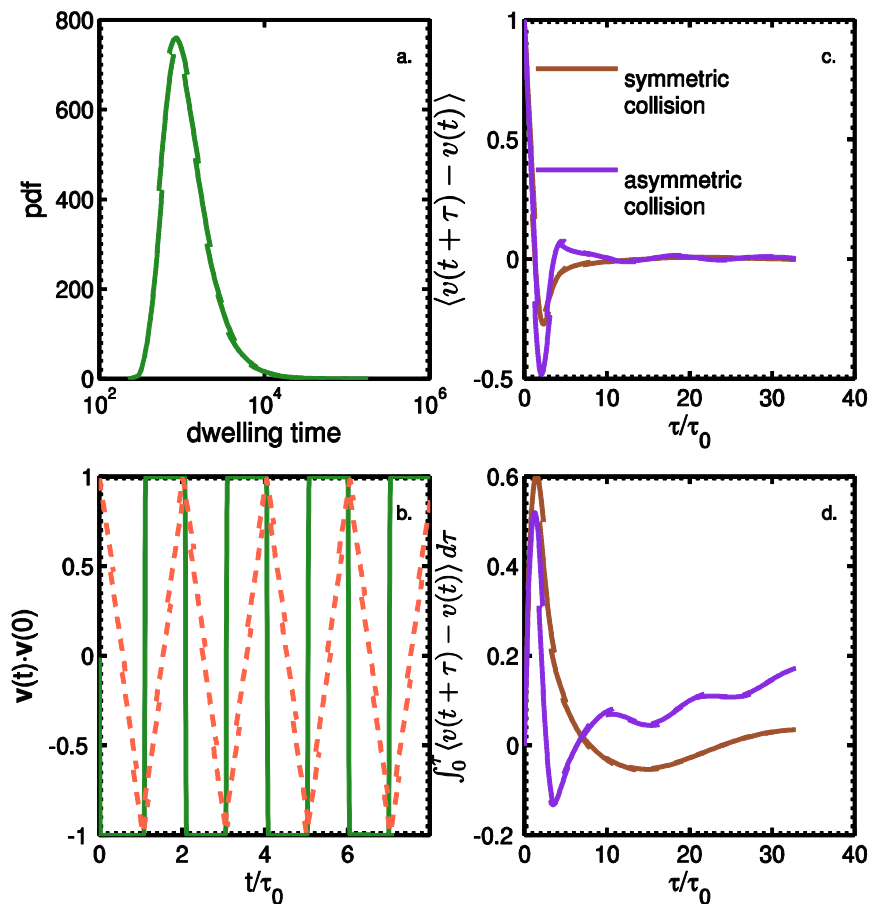 a.
pdf
800
600
400
200
0
10²
10⁴
10⁶
dwelling time
c.
⟨v(t + τ) − v(t)⟩
1
0.5
0
-0.5
symmetric
collision
asymmetric
collision
0
10
20
30
40
τ/τ₀
b.
v(t)·v(0)
1
0.5
0
-0.5
-1
0
2
4
6
t/τ₀
d.
∫₀ᵀ⟨v(t + τ) − v(t)⟩ dτ
0.6
0.4
0.2
0
-0.2
0
10
20
30
40
τ/τ₀